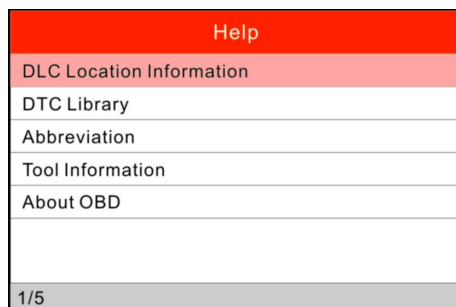 Help
DLC Location Information
DTC Library
Abbreviation
Tool Information
About OBD
1/5